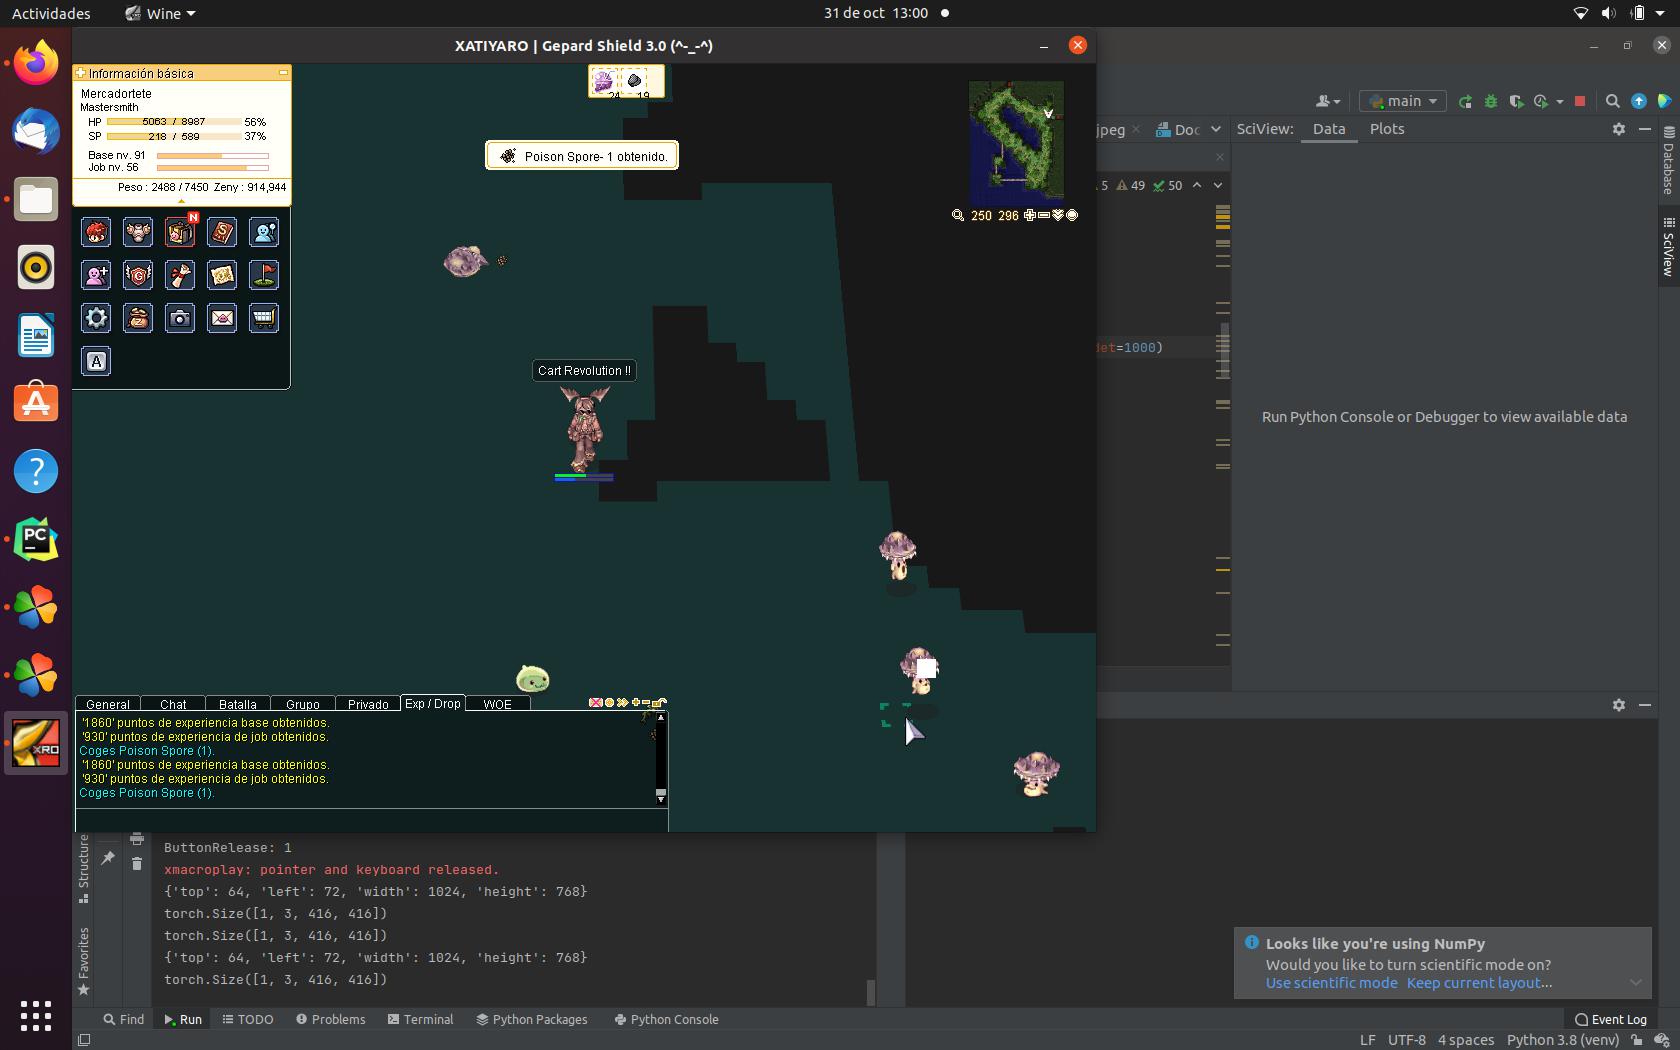 Actividades
Wine
31 de oct 13:00
XATIYARO | Gepard Shield 3.0 (^-_-^)
Información básica
Mercadortete
Mastersmith
HP 5063 / 8987 56%
SP 218 / 589 37%
Base nv. 91
Job nv. 56
Peso : 2488 / 7450 Zeny : 914,944
N
A
24 19
Poison Spore- 1 obtenido.
250 296
Cart Revolution !!
General Chat Batalla Grupo Privado Exp / Drop WOE
'1860' puntos de experiencia base obtenidos.
'930' puntos de experiencia de job obtenidos.
Coges Poison Spore (1).
'1860' puntos de experiencia base obtenidos.
'930' puntos de experiencia de job obtenidos.
Coges Poison Spore (1).
main
jpeg
Doc
SciView: Data Plots
5 49 50
det=1000)
Run Python Console or Debugger to view available data
Database
SciView
PC
XRO
Structure
Favorites
ButtonRelease: 1
xmacroplay: pointer and keyboard released.
{'top': 64, 'left': 72, 'width': 1024, 'height': 768}
torch.Size([1, 3, 416, 416])
torch.Size([1, 3, 416, 416])
{'top': 64, 'left': 72, 'width': 1024, 'height': 768}
torch.Size([1, 3, 416, 416])
Looks like you're using NumPy
Would you like to turn scientific mode on?
Use scientific mode Keep current layout...
Find Run TODO Problems Terminal Python Packages Python Console
Event Log
LF UTF-8 4 spaces Python 3.8 (venv)